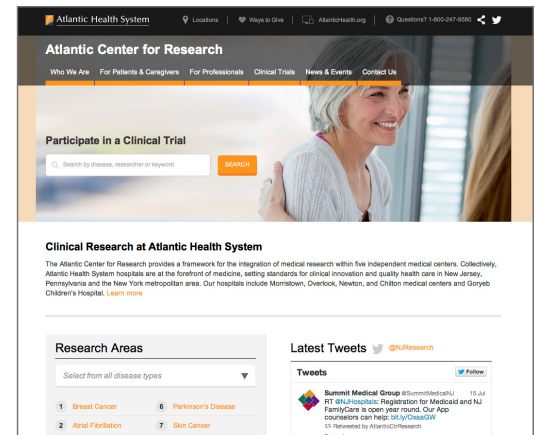 Atlantic Health System
Locations
Ways to Give
AtlanticHealth.org
Questions? 1-800-247-9580
Atlantic Center for Research
Who We Are
For Patients & Caregivers
For Professionals
Clinical Trials
News & Events
Contact Us
Participate in a Clinical Trial
Search by disease, researcher or keyword
SEARCH
Clinical Research at Atlantic Health System
The Atlantic Center for Research provides a framework for the integration of medical research within five independent medical centers. Collectively,
Atlantic Health System hospitals are at the forefront of medicine, setting standards for clinical innovation and quality health care in New Jersey,
Pennsylvania and the New York metropolitan area. Our hospitals include Morristown, Overlook, Newton, and Chilton medical centers and Goryeb
Children's Hospital. Learn more
Research Areas
Select from all disease types
1 Breast Cancer
6 Parkinson's Disease
2 Atrial Fibrillation
7 Skin Cancer
Latest Tweets @NJResearch
Tweets
Follow
Summit Medical Group @SummitMedicalNJ 15 Jul
RT @NJHospitals: Registration for Medicaid and NJ
FamilyCare is open year round. Our App
counselors can help: bit.ly/OxsaGW
Retweeted by AtlanticCtrResearch